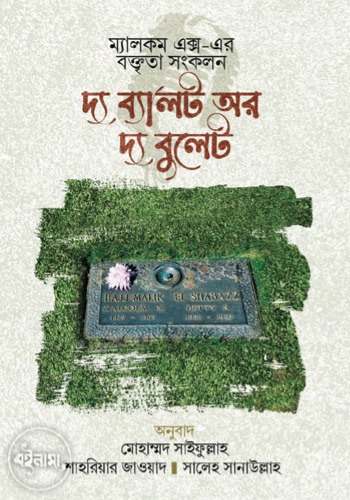 ম্যালকম এক্স-এর
বক্তৃতা সংকলন
দ্য ব্যালট অর
দ্য বুলেট
HAJJ MALIK EL SHABAZZ
MALCOLM X BETTY S.
অনুবাদ
মোহাম্মদ সাইফুল্লাহ
শাহরিয়ার জাওয়াদ সালেহ সানাউল্লাহ
বইনামা